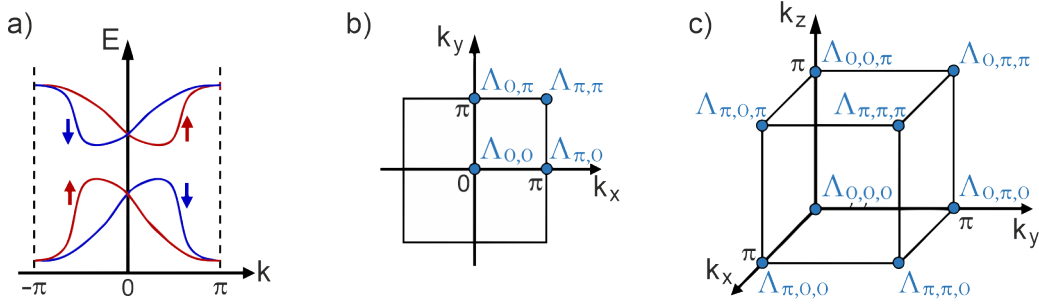 a)
E
-π
0
π
k
b)
k_y
Λ_{0,π}
Λ_{π,π}
π
Λ_{0,0}
Λ_{π,0}
0
π
k_x
c)
k_z
π
Λ_{0,0,π}
Λ_{0,π,π}
Λ_{π,0,π}
Λ_{π,π,π}
Λ_{0,0,0}
Λ_{0,π,0}
π
k_y
π
k_x
Λ_{π,0,0}
Λ_{π,π,0}